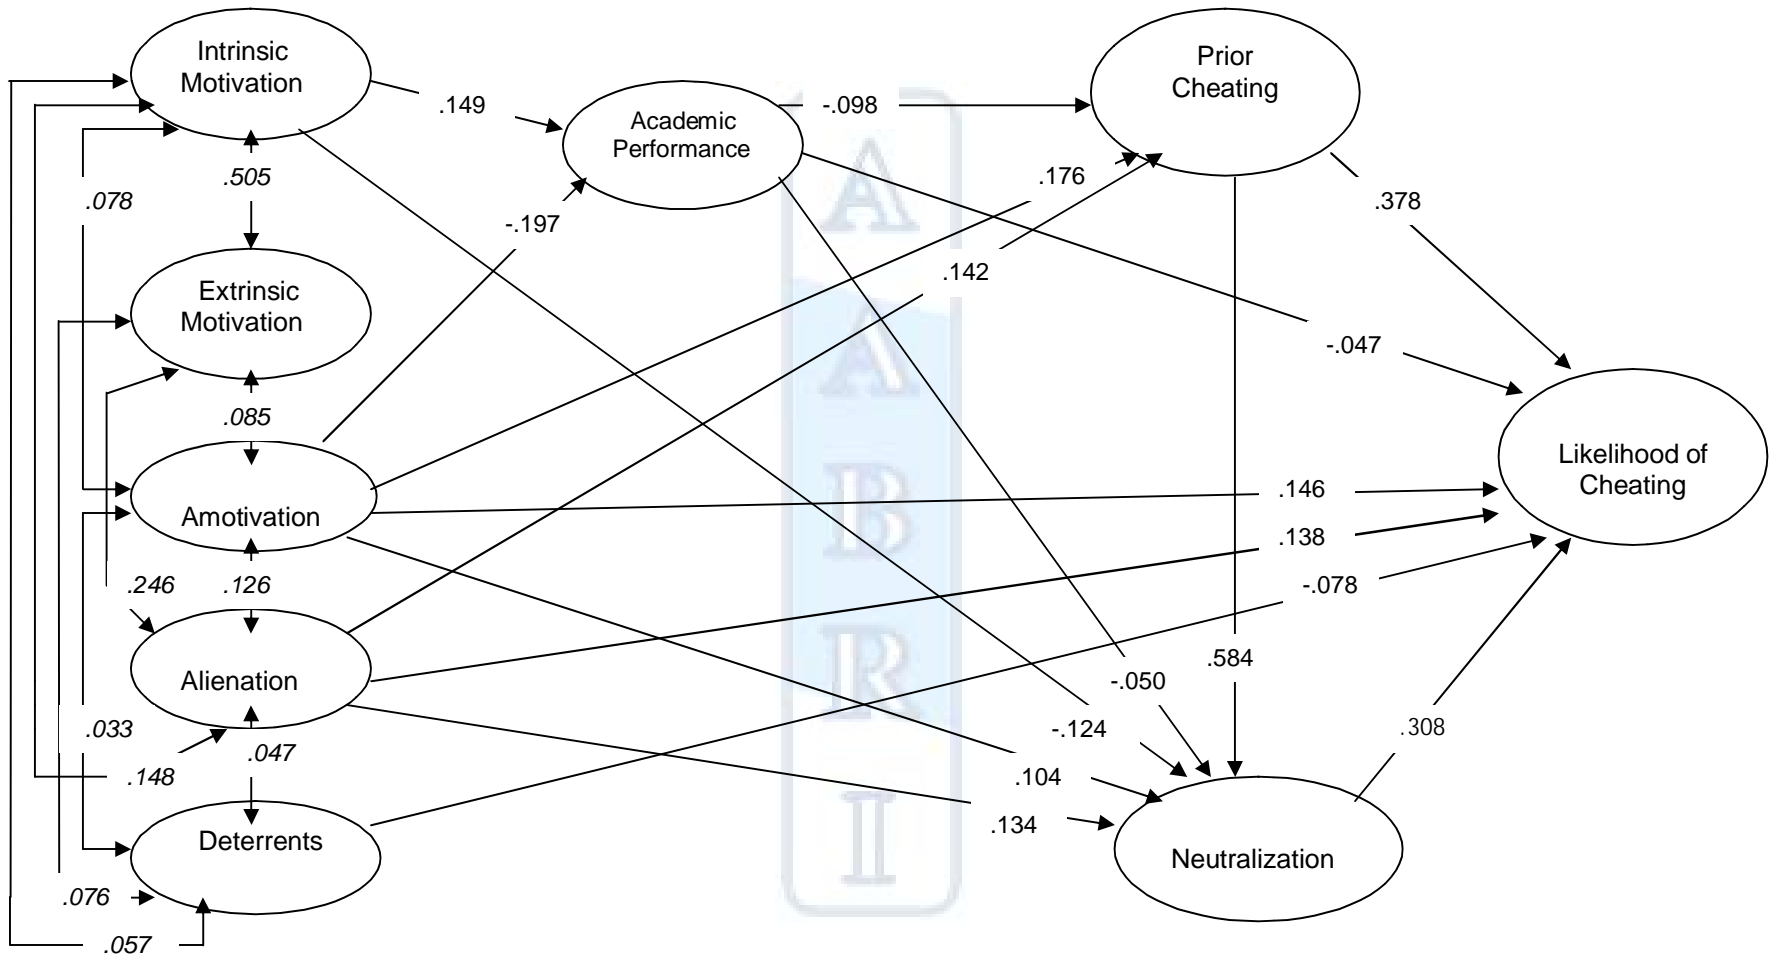 Intrinsic
Motivation
Prior
Cheating
.149
Academic
Performance
-.098
.505
.078
.176
.378
-.197
.142
Extrinsic
Motivation
-.047
.085
Likelihood of
Cheating
.146
Amotivation
.138
.246
.126
-.078
.584
Alienation
-.050
.033
.047
-.124
.308
.148
.104
.134
Deterrents
Neutralization
.076
.057
A
A
B
R
I